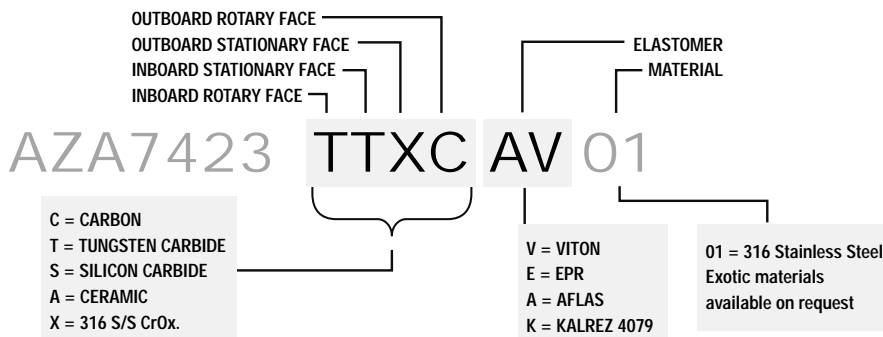 OUTBOARD ROTARY FACE
OUTBOARD STATIONARY FACE
INBOARD STATIONARY FACE
INBOARD ROTARY FACE
ELASTOMER
MATERIAL
AZA7423 TTXC AV 01
C = CARBON
T = TUNGSTEN CARBIDE
S = SILICON CARBIDE
A = CERAMIC
X = 316 S/S CrOx.
V = VITON
E = EPR
A = AFLAS
K = KALREZ 4079
01 = 316 Stainless Steel
Exotic materials
available on request